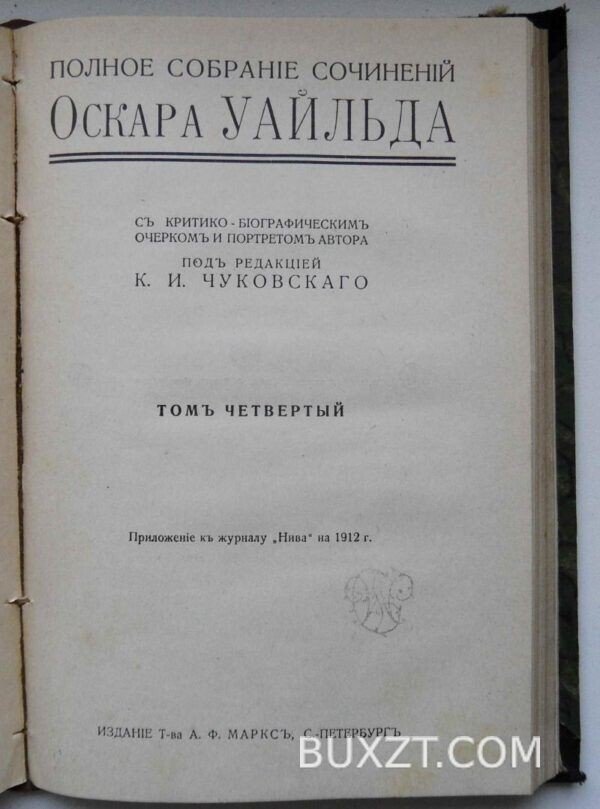 ПОЛНОЕ СОБРАНІЕ СОЧИНЕНІЙ
ОСКАРА УАЙЛЬДА
СЪ КРИТИКО-БІОГРАФИЧЕСКИМЪ
ОЧЕРКОМЪ И ПОРТРЕТОМЪ АВТОРА
ПОДЪ РЕДАКЦІЕЙ
К. И. ЧУКОВСКАГО
ТОМЪ ЧЕТВЕРТЫЙ
Приложеніе къ журналу „Нива“ на 1912 г.
ИЗДАНІЕ Т-ва А. Ф. МАРКСЪ, С.-ПЕТЕРБУРГЪ
BUXZT.COM